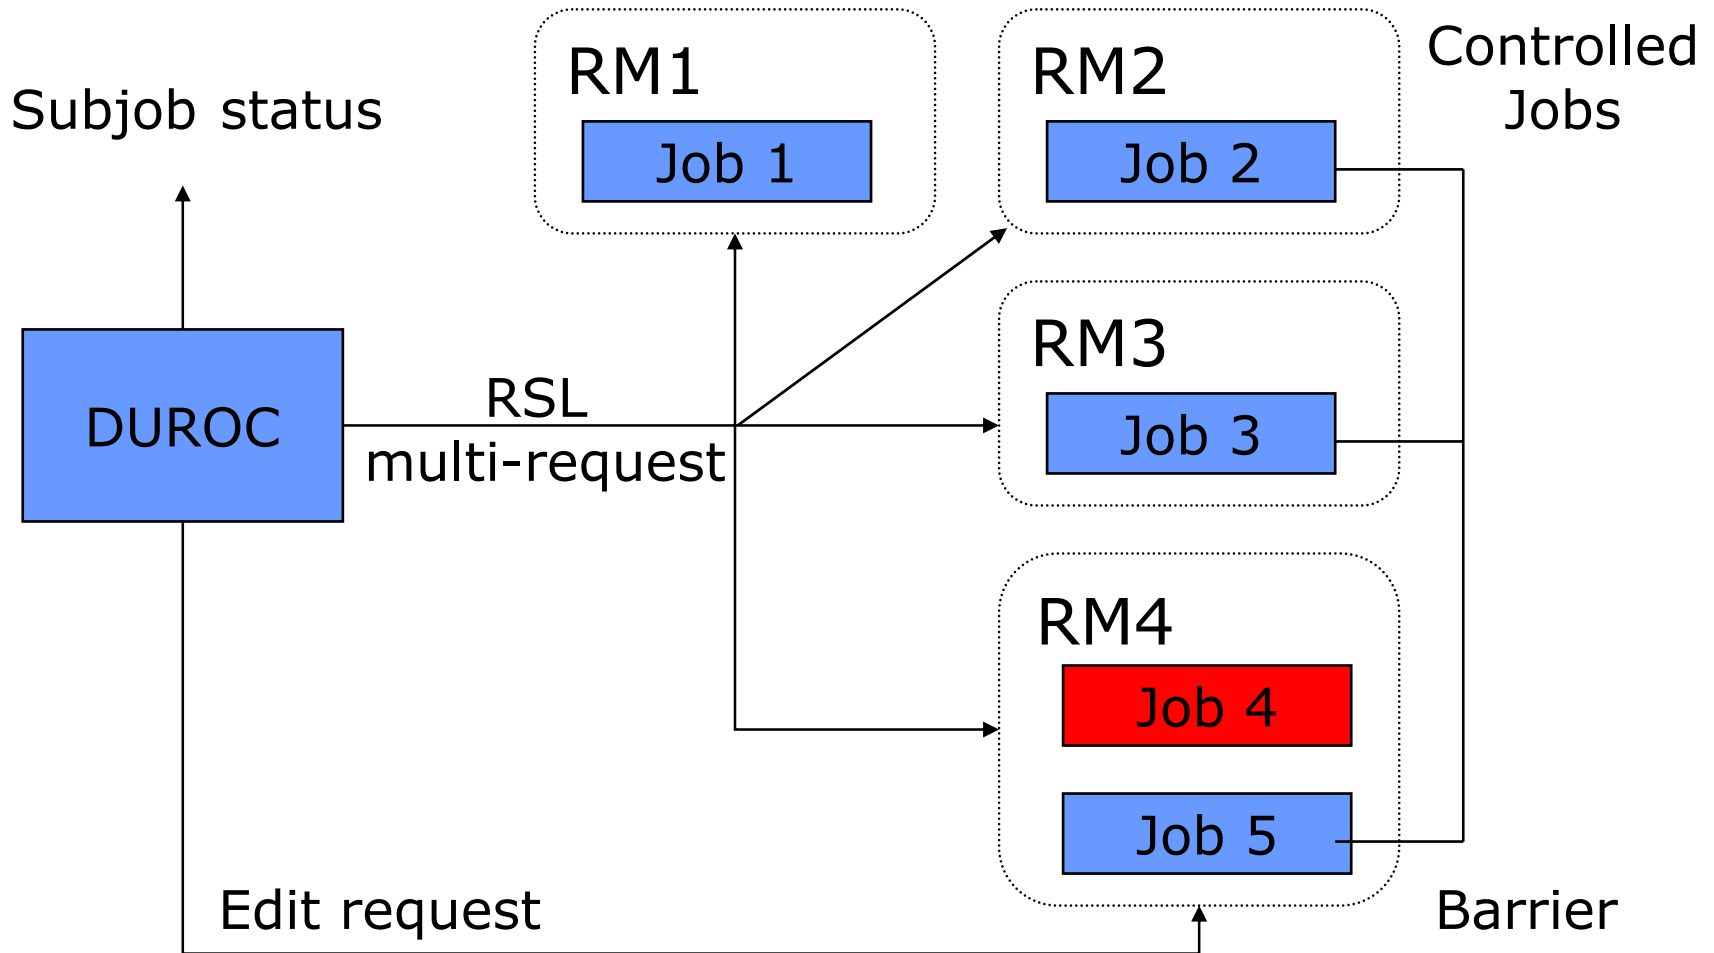 RM1
RM2
Controlled
Jobs
Subjob status
Job 1
Job 2
RM3
DUROC
RSL
multi-request
Job 3
RM4
Job 4
Job 5
Edit request
Barrier